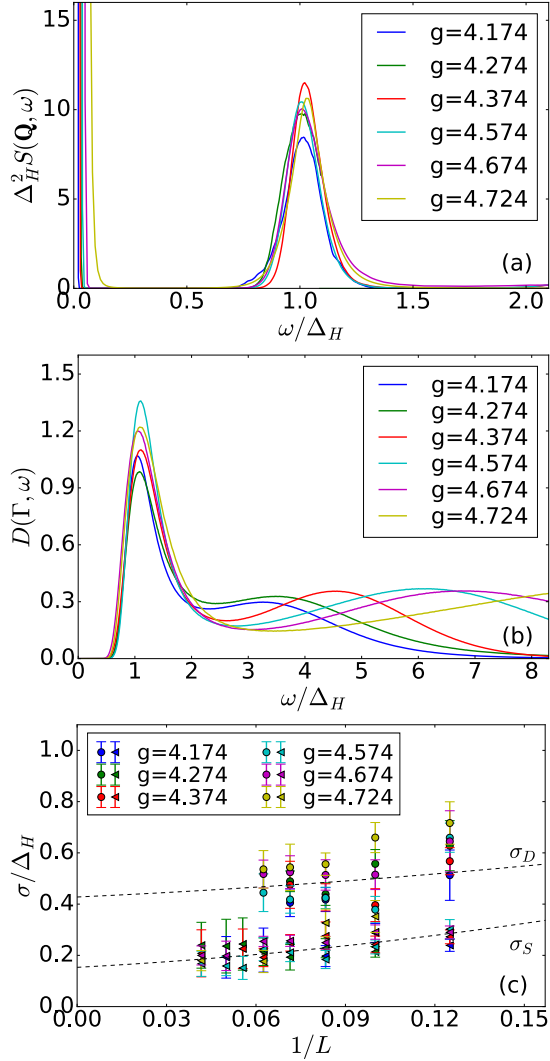 15
10
5
0
Δ²_H S(Q, ω)
g=4.174
g=4.274
g=4.374
g=4.574
g=4.674
g=4.724
(a)
0.0 0.5 1.0 1.5 2.0
ω/Δ_H
1.8
1.5
1.2
0.9
0.6
0.3
0.0
D(Γ, ω)
g=4.174
g=4.274
g=4.374
g=4.574
g=4.674
g=4.724
(b)
0 1 2 3 4 5 6 7 8
ω/Δ_H
1.0
0.8
0.6
0.4
0.2
0.0
σ/Δ_H
g=4.174 g=4.574
g=4.274 g=4.674
g=4.374 g=4.724
σ_D
σ_S
(c)
0.00 0.03 0.06 0.09 0.12 0.15
1/L